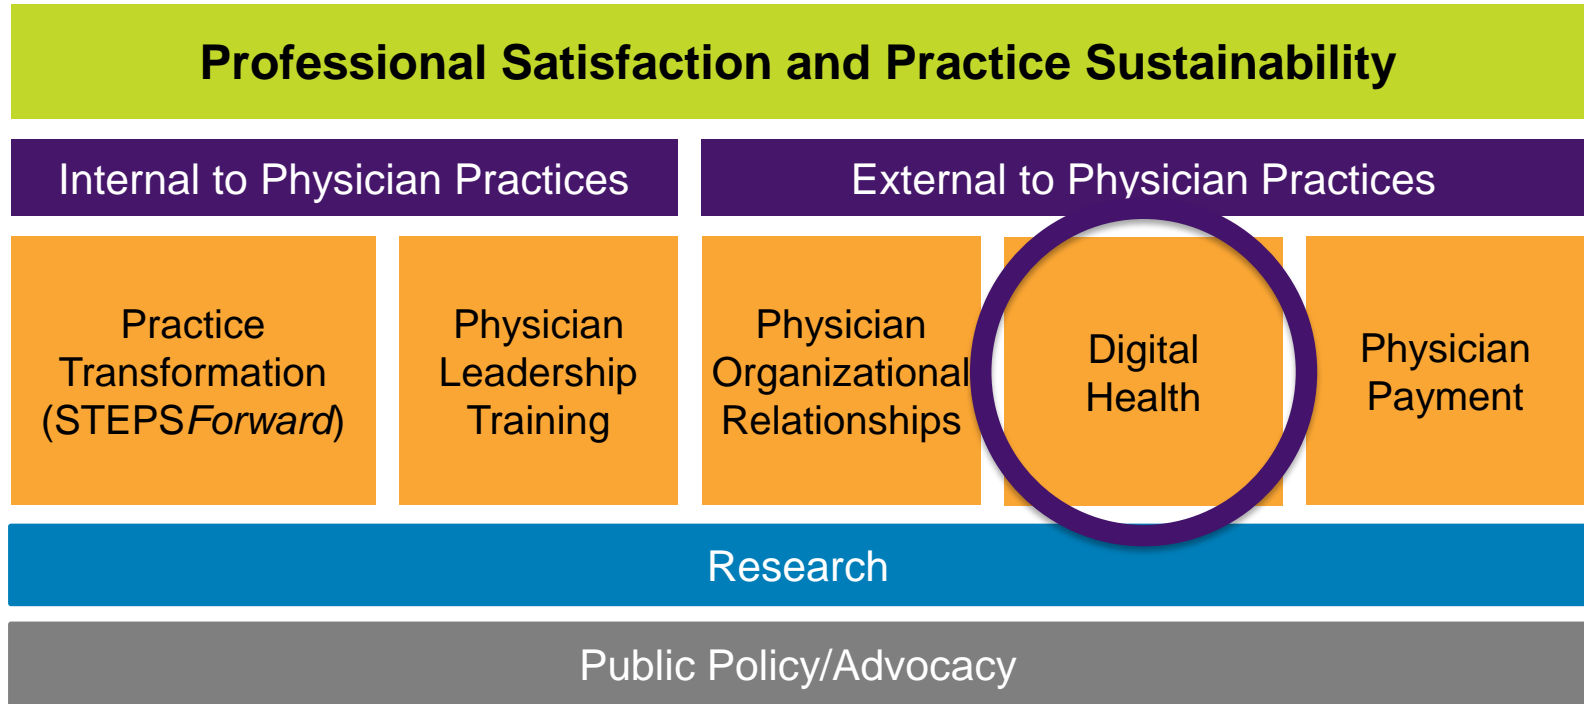 Professional Satisfaction and Practice Sustainability
Internal to Physician Practices
External to Physician Practices
Practice
Transformation
(STEPSForward)
Physician
Leadership
Training
Physician
Organizational
Relationships
Digital
Health
Physician
Payment
Research
Public Policy/Advocacy